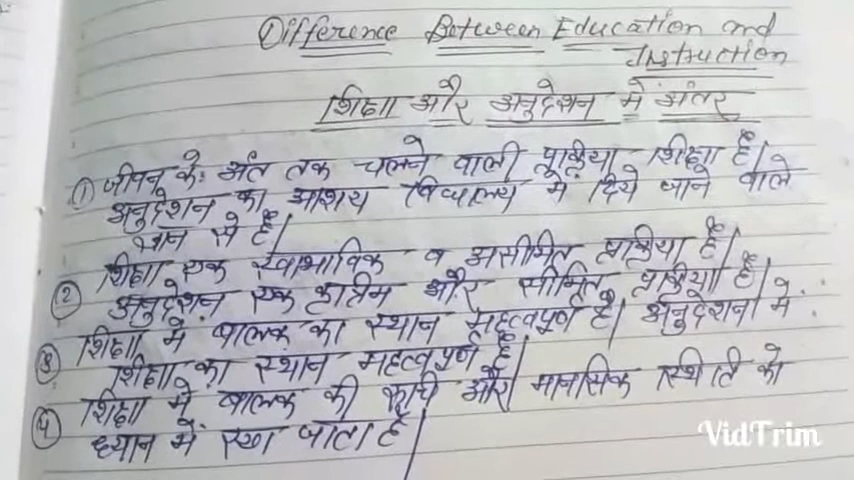 Difference Between Education and
Instruction
शिक्षा और अनुदेशन में अंतर
① जीवन के अंत तक चलने वाली प्रक्रिया शिक्षा है।
अनुदेशन का आशय विद्यालय में दिये जाने वाले
ज्ञान से है।
② शिक्षा एक स्वाभाविक व असीमित प्रक्रिया है।
अनुदेशन एक कृत्रिम और सीमित प्रक्रिया है।
③ शिक्षा में बालक का स्थान महत्वपूर्ण है। अनुदेशन में
शिक्षा का स्थान महत्वपूर्ण है।
④ शिक्षा में बालक की रूचि और मानसिक स्थिति को
ध्यान में रखा जाता है।
VidTrim